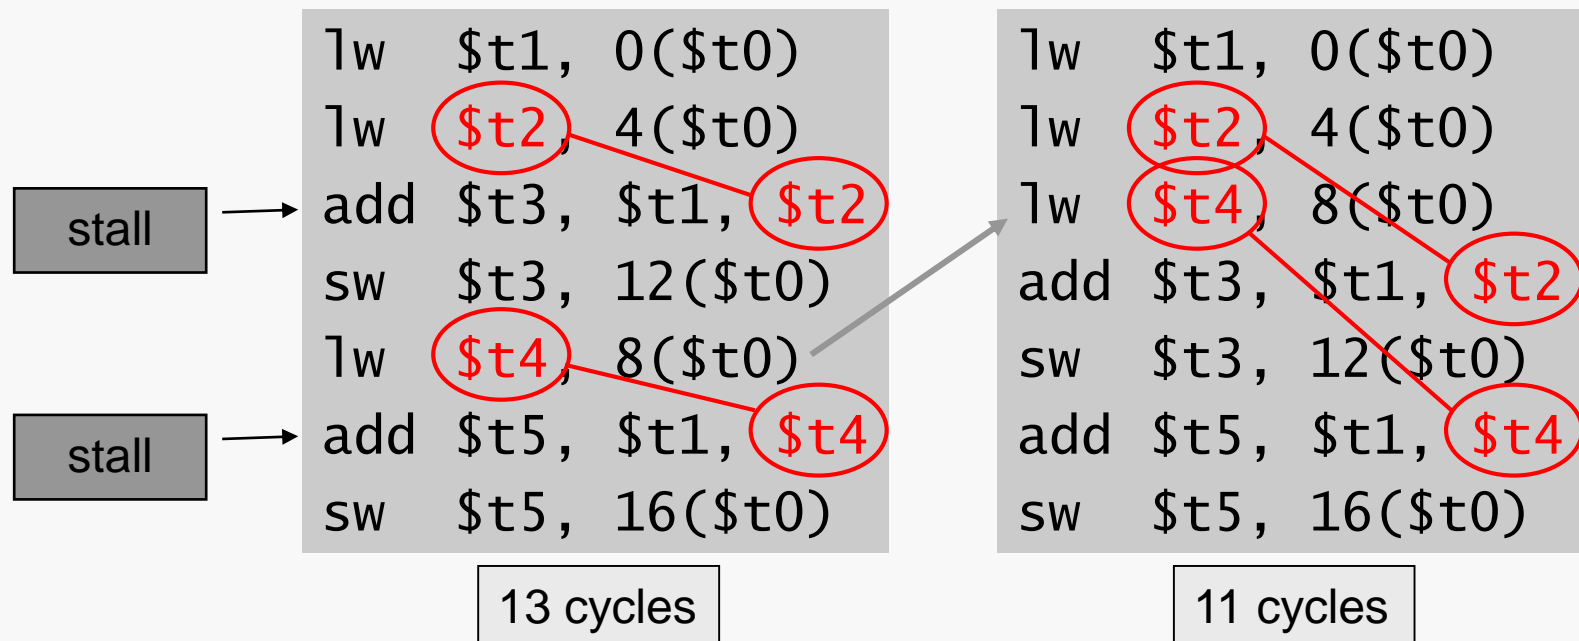 lw $t1, 0($t0)
lw $t2, 4($t0)
add $t3, $t1, $t2
sw $t3, 12($t0)
lw $t4, 8($t0)
add $t5, $t1, $t4
sw $t5, 16($t0)
stall
stall
13 cycles
lw $t1, 0($t0)
lw $t2, 4($t0)
lw $t4, 8($t0)
add $t3, $t1, $t2
sw $t3, 12($t0)
add $t5, $t1, $t4
sw $t5, 16($t0)
11 cycles